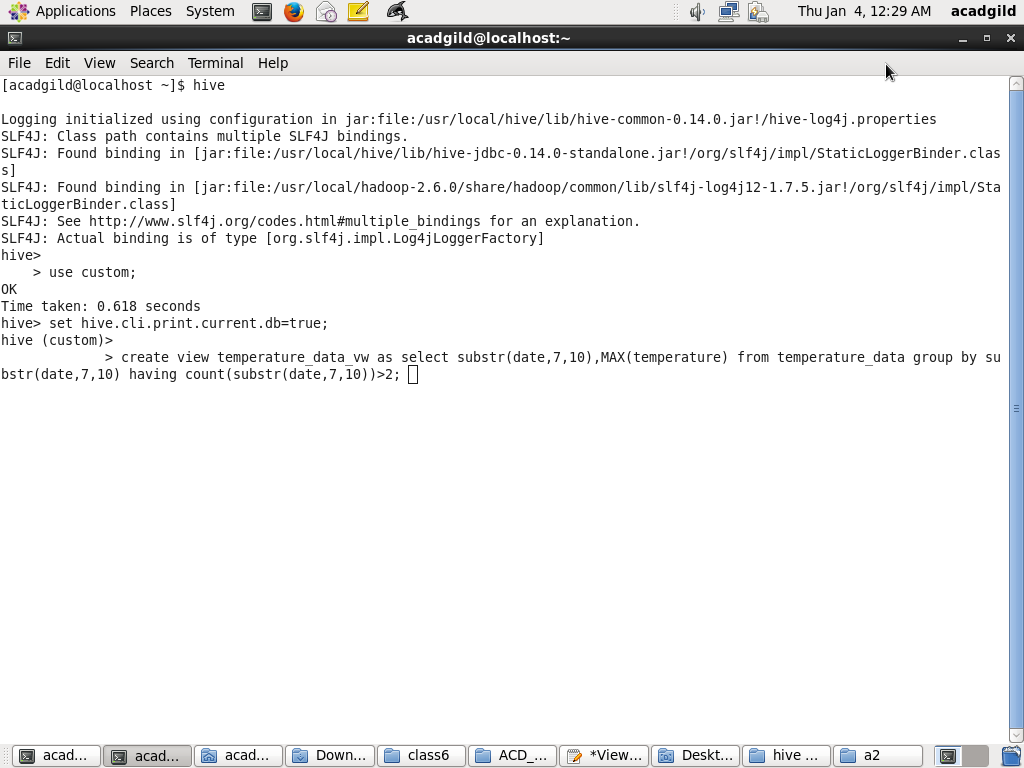 Applications Places System Thu Jan 4, 12:29 AM acadgild
acadgild@localhost:~
File Edit View Search Terminal Help
[acadgild@localhost ~]$ hive
Logging initialized using configuration in jar:file:/usr/local/hive/lib/hive-common-0.14.0.jar!/hive-log4j.properties
SLF4J: Class path contains multiple SLF4J bindings.
SLF4J: Found binding in [jar:file:/usr/local/hive/lib/hive-jdbc-0.14.0-standalone.jar!/org/slf4j/impl/StaticLoggerBinder.clas
s]
SLF4J: Found binding in [jar:file:/usr/local/hadoop-2.6.0/share/hadoop/common/lib/slf4j-log4j12-1.7.5.jar!/org/slf4j/impl/Sta
ticLoggerBinder.class]
SLF4J: See http://www.slf4j.org/codes.html#multiple_bindings for an explanation.
SLF4J: Actual binding is of type [org.slf4j.impl.Log4jLoggerFactory]
hive>
    > use custom;
OK
Time taken: 0.618 seconds
hive> set hive.cli.print.current.db=true;
hive (custom)>
             > create view temperature_data_vw as select substr(date,7,10),MAX(temperature) from temperature_data group by su
bstr(date,7,10) having count(substr(date,7,10))>2;
acad... acad... acad... Down... class6 ACD_... *View... Deskt... hive ... a2